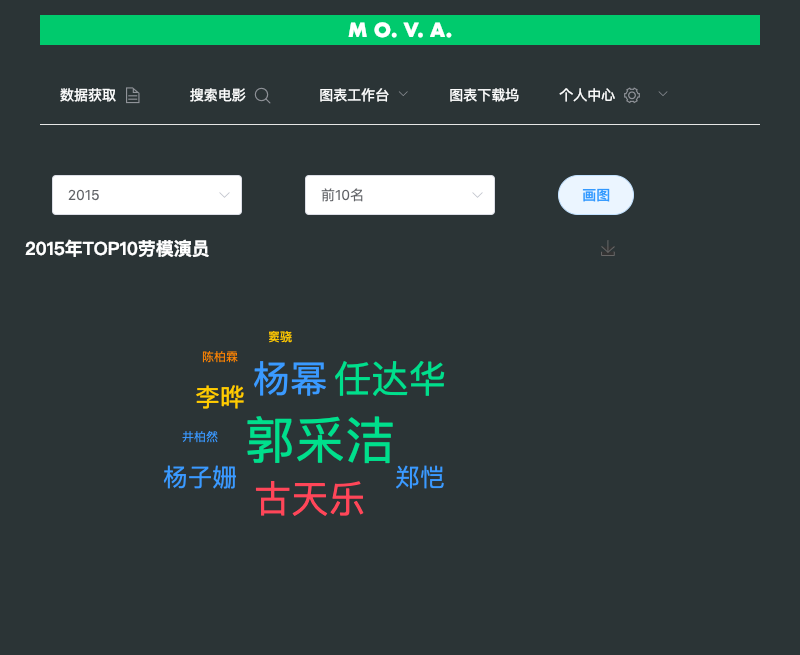 M O. V. A.
数据获取 搜索电影 图表工作台 图表下载坞 个人中心
2015 前10名 画图
2015年TOP10劳模演员
窦骁
陈柏霖
杨幂 任达华
李晔
郭采洁
井柏然
杨子姗 郑恺
古天乐